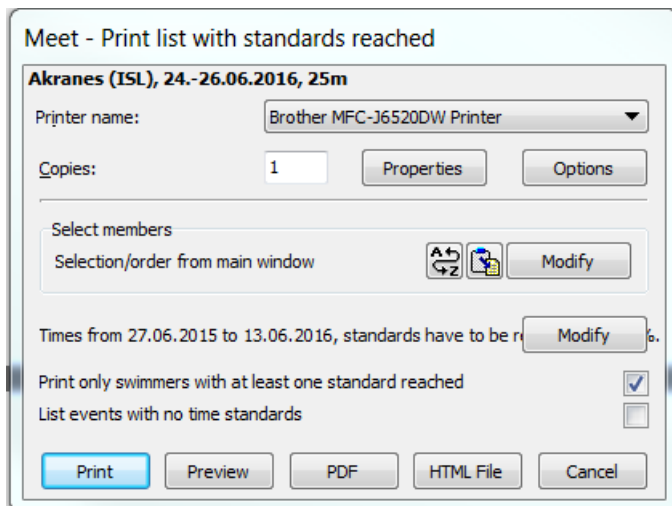 Meet - Print list with standards reached
Akranes (ISL), 24.-26.06.2016, 25m
Printer name: Brother MFC-J6520DW Printer
Copies: 1 Properties Options
Select members
Selection/order from main window A Z Modify
Times from 27.06.2015 to 13.06.2016, standards have to be Modify %.
Print only swimmers with at least one standard reached
List events with no time standards
Print Preview PDF HTML File Cancel